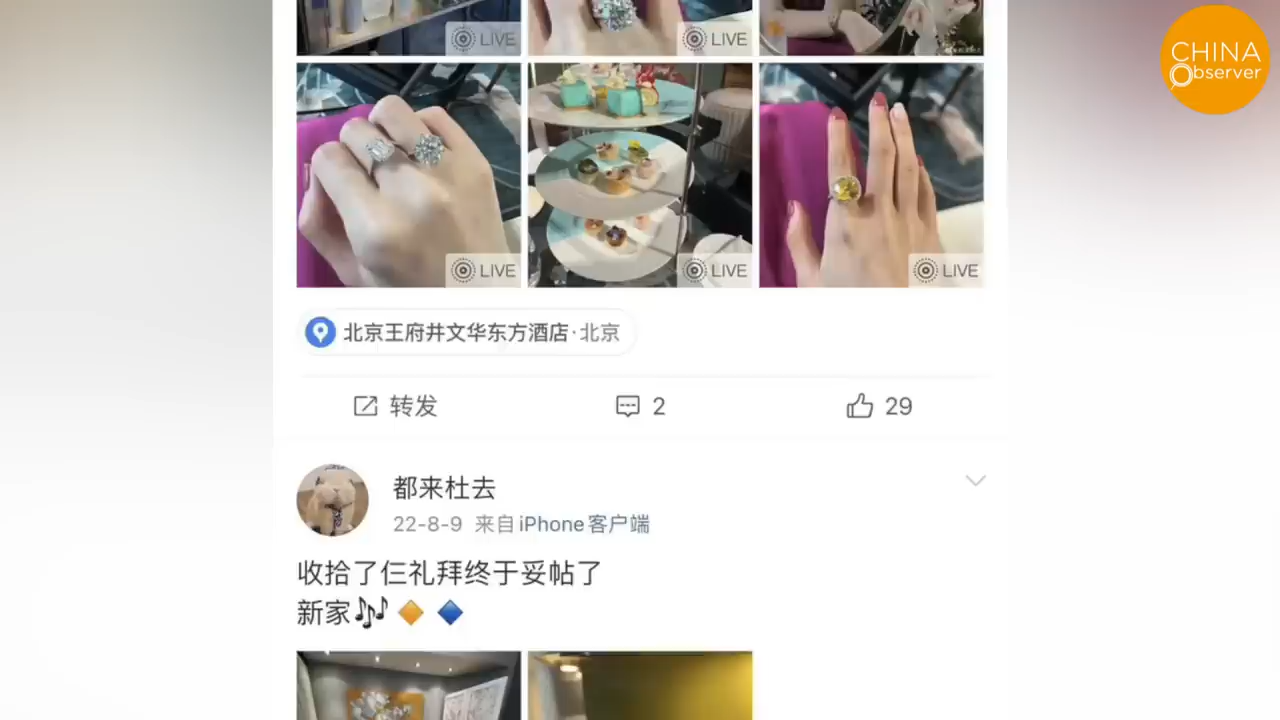 CHINA
Observer
LIVE
LIVE
LIVE
LIVE
LIVE
北京王府井文华东方酒店·北京
转发
2
29
都来杜去
22-8-9 来自 iPhone客户端
收拾了仨礼拜终于妥帖了
新家🎶🔶🔷